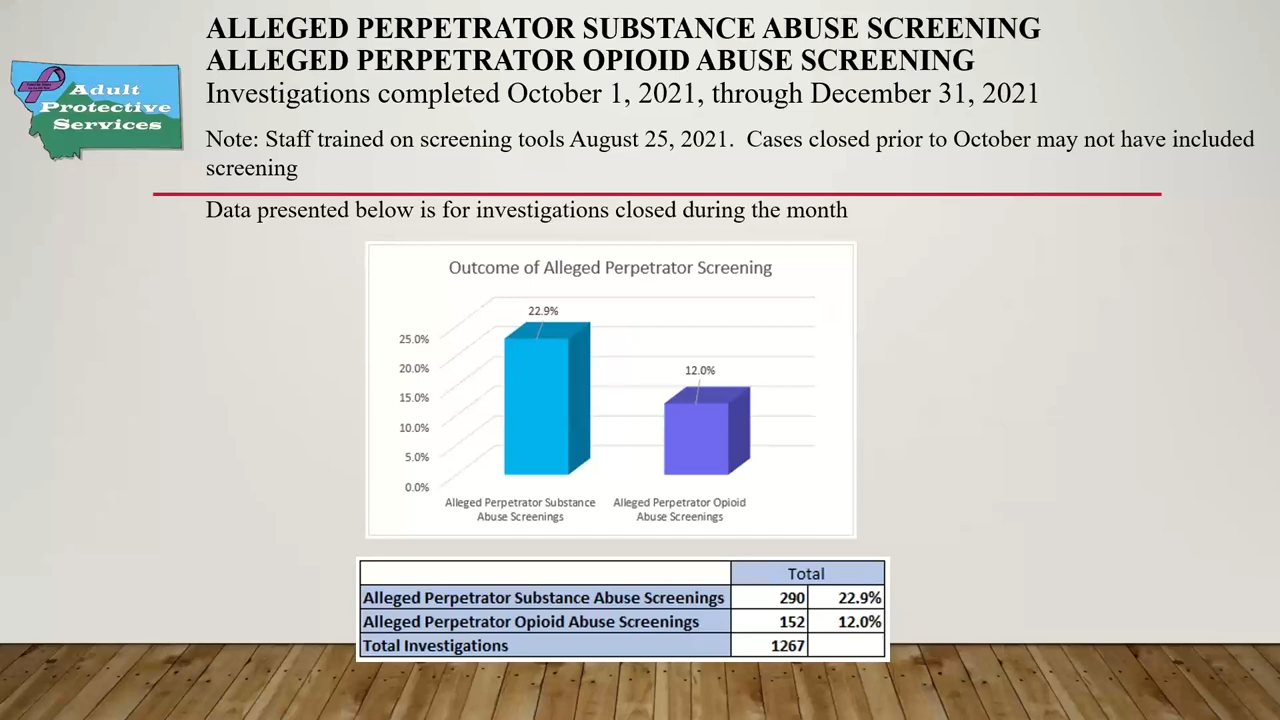 ALLEGED PERPETRATOR SUBSTANCE ABUSE SCREENING
ALLEGED PERPETRATOR OPIOID ABUSE SCREENING
Investigations completed October 1, 2021, through December 31, 2021
Adult
Protective
Services
Note: Staff trained on screening tools August 25, 2021.  Cases closed prior to October may not have included
screening
Data presented below is for investigations closed during the month
Outcome of Alleged Perpetrator Screening
22.9%
12.0%
25.0%
20.0%
15.0%
10.0%
5.0%
0.0%
Alleged Perpetrator Substance
Abuse Screenings
Alleged Perpetrator Opioid
Abuse Screenings
Total
Alleged Perpetrator Substance Abuse Screenings 290 22.9%
Alleged Perpetrator Opioid Abuse Screenings 152 12.0%
Total Investigations 1267